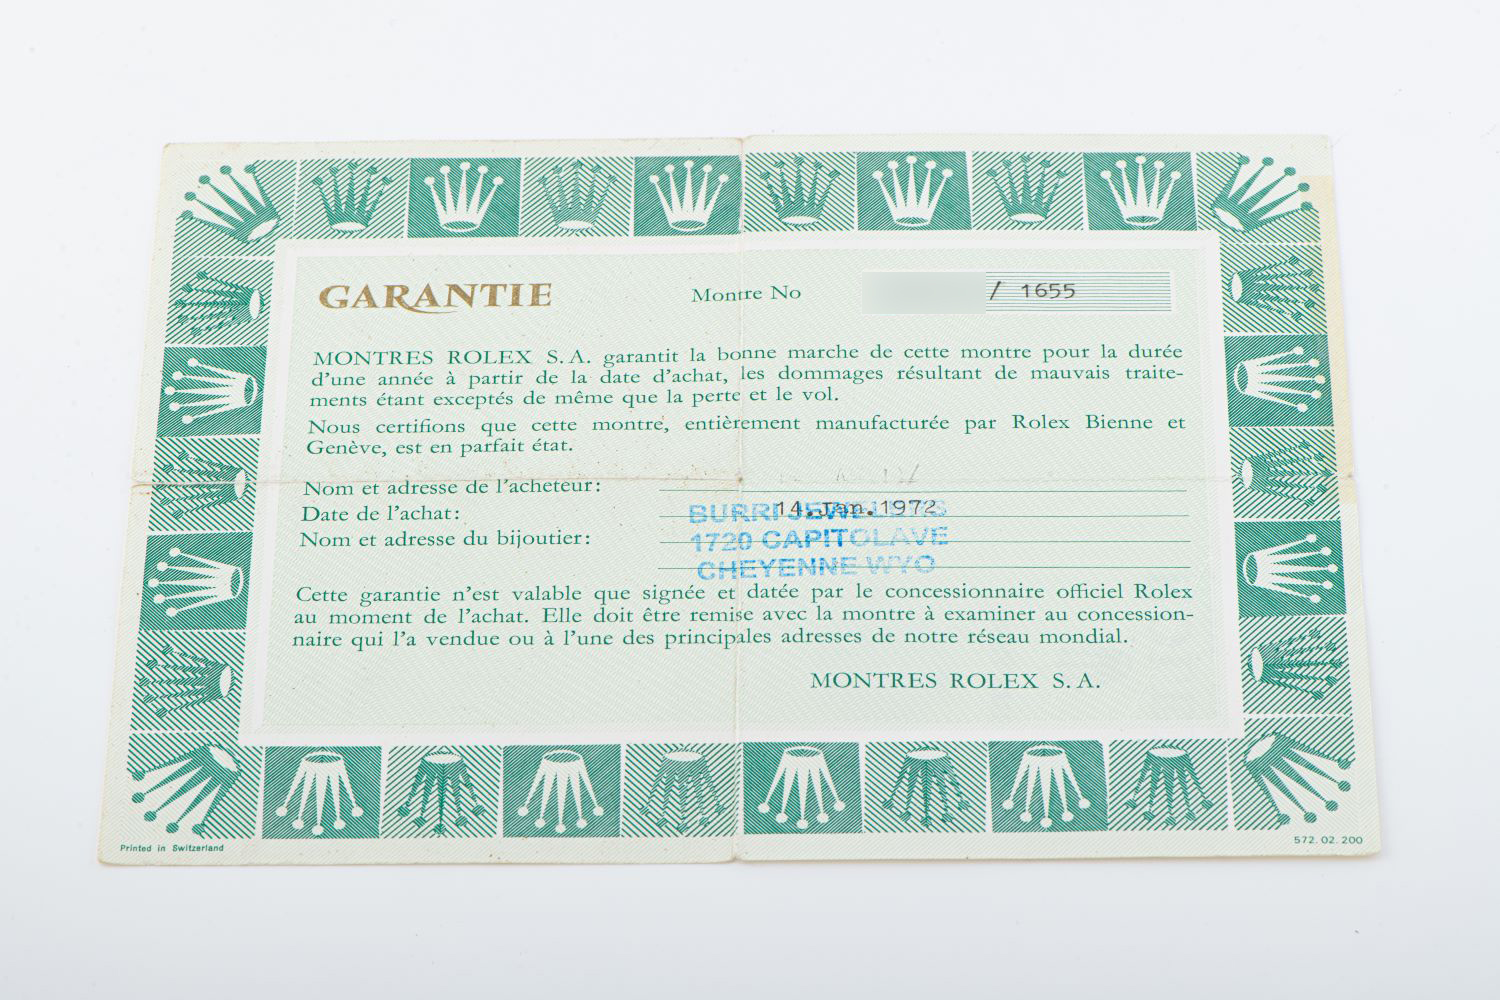 GARANTIE
Montre No / 1655
MONTRES ROLEX S.A. garantit la bonne marche de cette montre pour la durée
d'une année à partir de la date d'achat, les dommages résultant de mauvais traite-
ments étant exceptés de même que la perte et le vol.
Nous certifions que cette montre, entièrement manufacturée par Rolex Bienne et
Genève, est en parfait état.
Nom et adresse de l'acheteur:
Date de l'achat: 14.Jan.1972
BURRI JEWELERS
Nom et adresse du bijoutier: 1720 CAPITOLAVE
CHEYENNE WYO
Cette garantie n'est valable que signée et datée par le concessionnaire officiel Rolex
au moment de l'achat. Elle doit être remise avec la montre à examiner au concession-
naire qui l'a vendue ou à l'une des principales adresses de notre réseau mondial.
MONTRES ROLEX S.A.
Printed in Switzerland
572.02.200